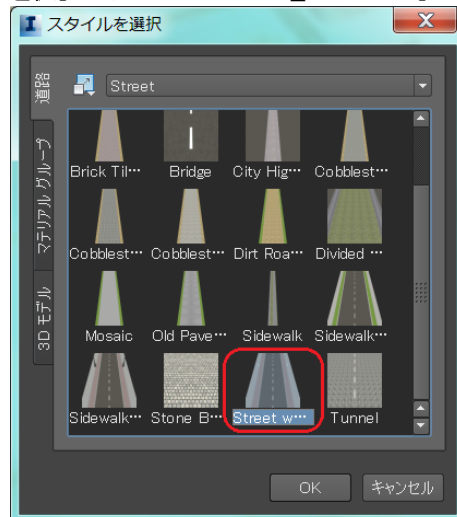 スタイルを選択
道路
マテリアル グループ
3D モデル
Street
Brick Til… Bridge City Hig… Cobblest…
Cobblest… Cobblest… Dirt Roa… Divided …
Mosaic Old Pave… Sidewalk Sidewalk…
Sidewalk… Stone B… Street w… Tunnel
OK キャンセル